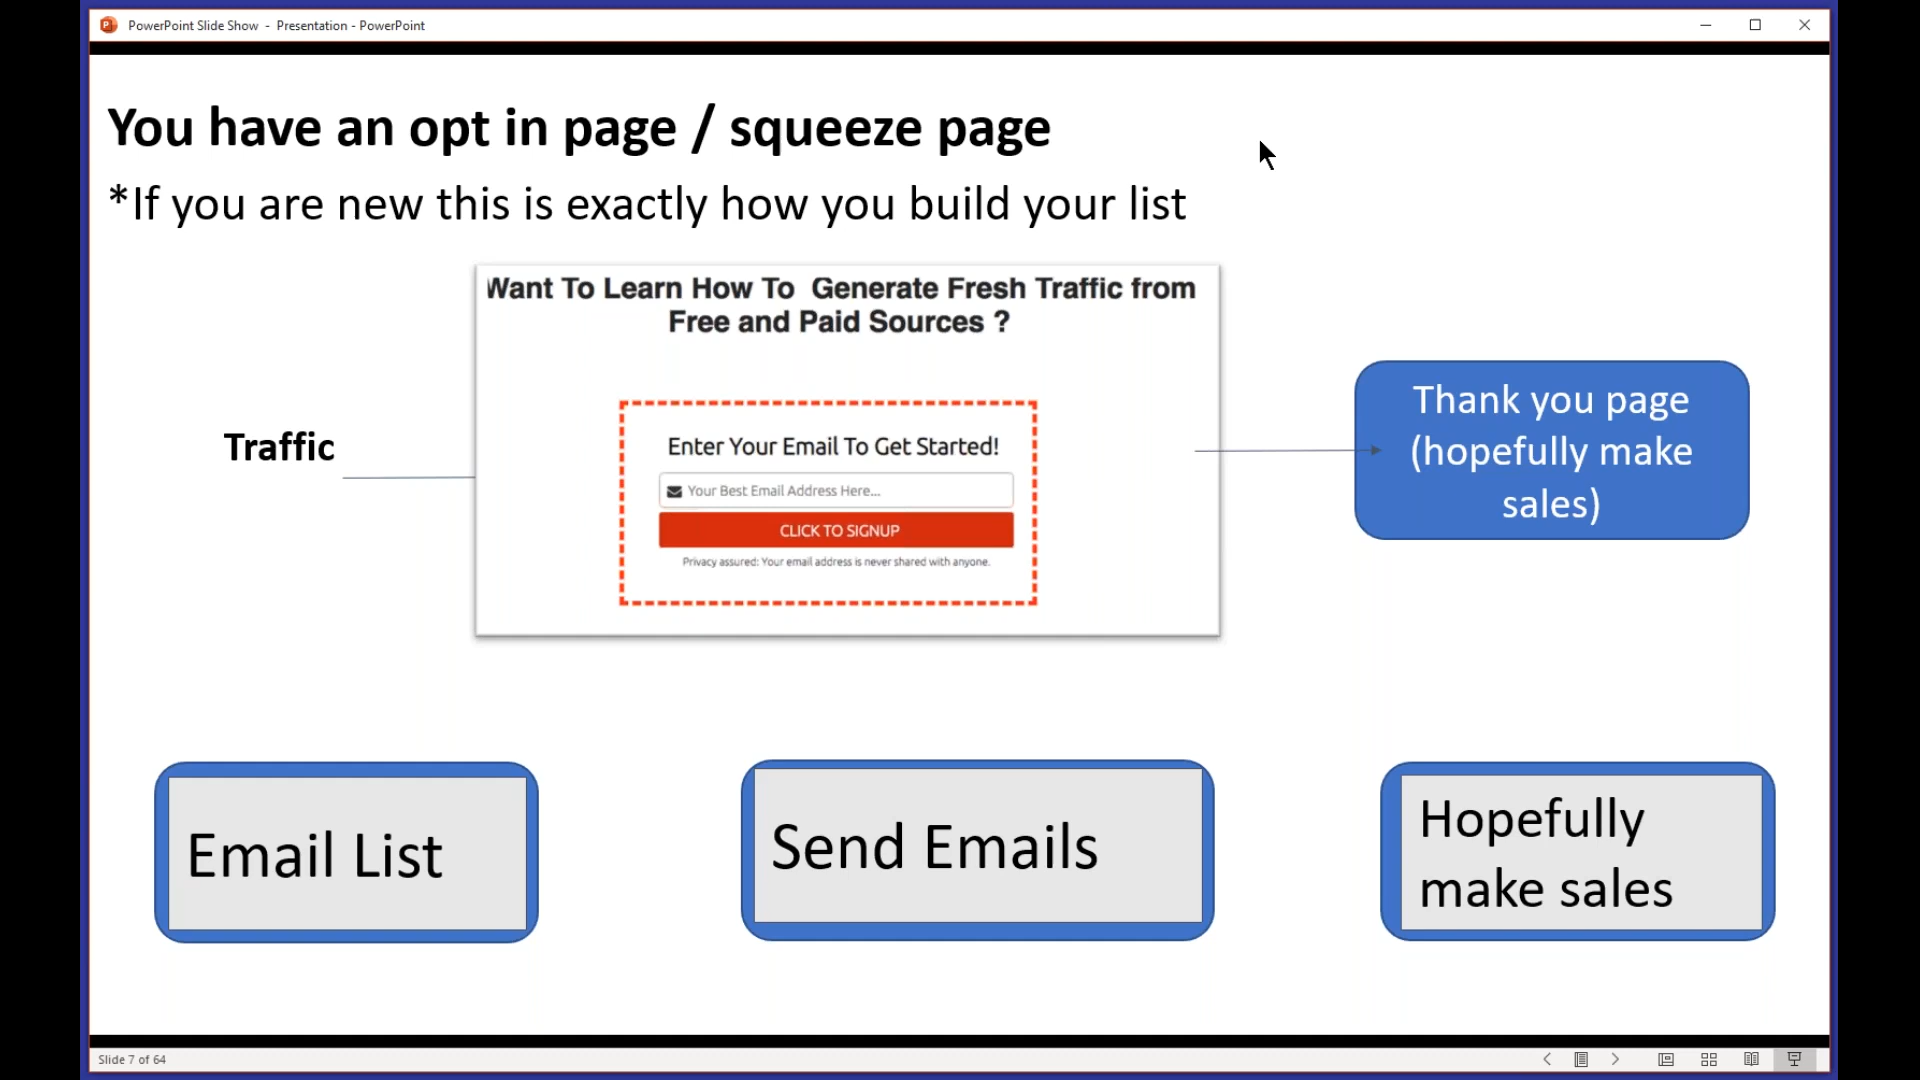 PowerPoint Slide Show - Presentation - PowerPoint
You have an opt in page / squeeze page
*If you are new this is exactly how you build your list
Want To Learn How To Generate Fresh Traffic from
Free and Paid Sources ?
Traffic
Enter Your Email To Get Started!
Your Best Email Address Here...
CLICK TO SIGNUP
Privacy assured: Your email address is never shared with anyone.
Thank you page
(hopefully make
sales)
Email List
Send Emails
Hopefully
make sales
Slide 7 of 64